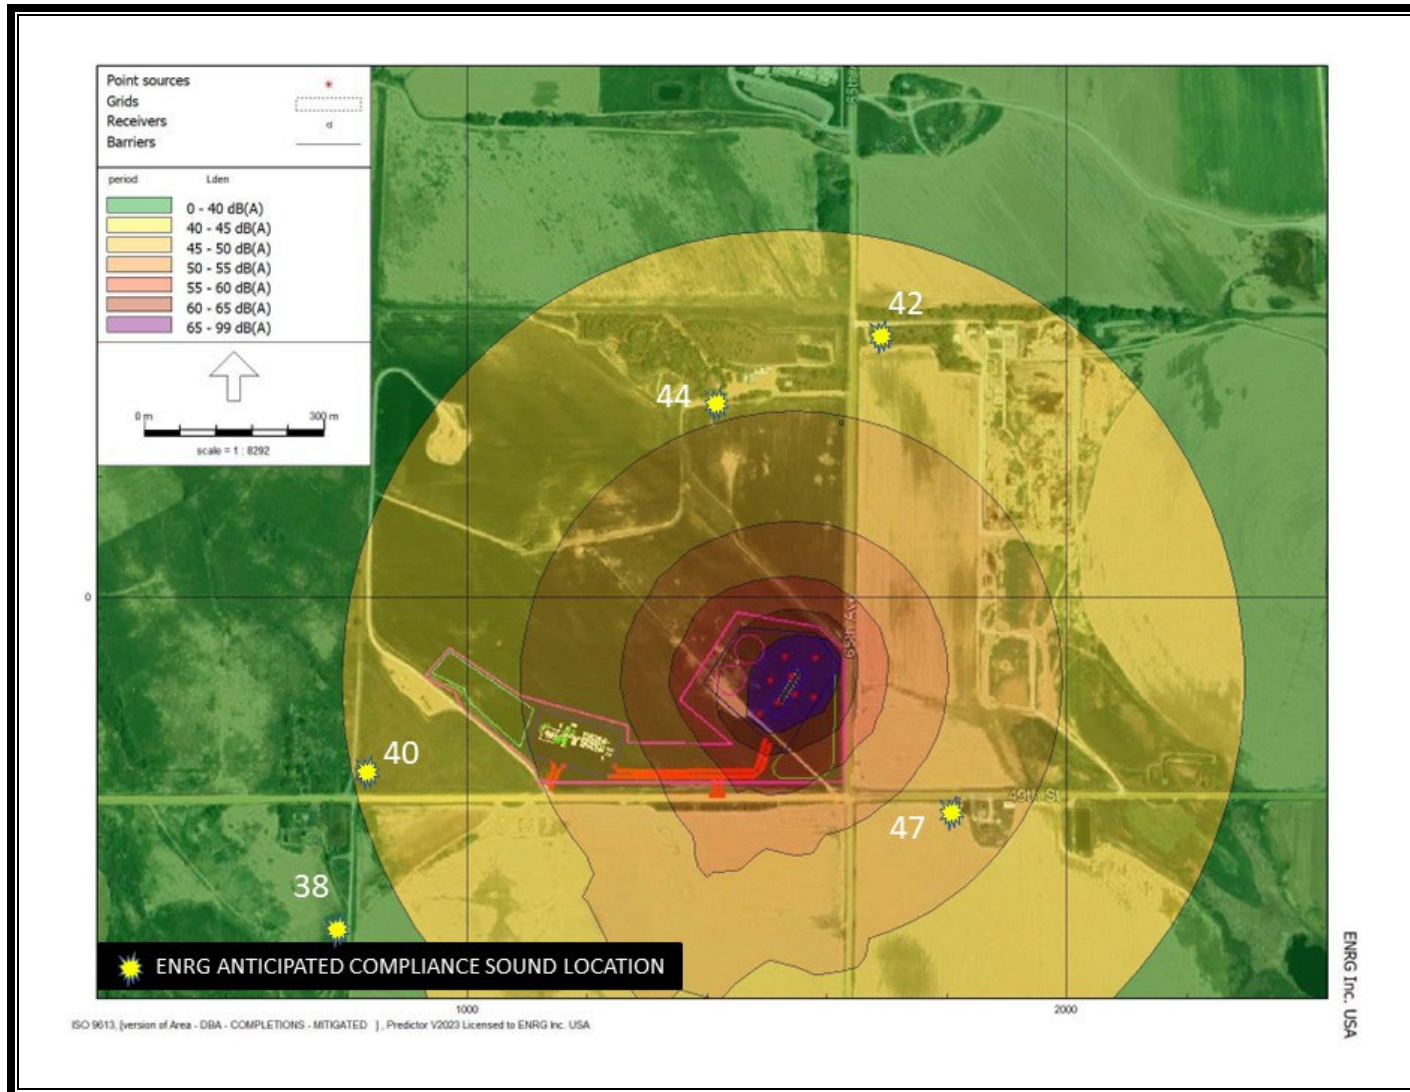 Point sources
Grids
Receivers
Barriers
period Lden
0 - 40 dB(A)
40 - 45 dB(A)
45 - 50 dB(A)
50 - 55 dB(A)
55 - 60 dB(A)
60 - 65 dB(A)
65 - 99 dB(A)
0 m 300 m
scale = 1 : 8292
65th
42
44
0
65th Ave
40
49th St
47
38
ENRG ANTICIPATED COMPLIANCE SOUND LOCATION
1000 2000
ISO 9613, [version of Area - DBA - COMPLETIONS - MITIGATED ] , Predictor V2023 Licensed to ENRG Inc. USA
ENRG Inc. USA